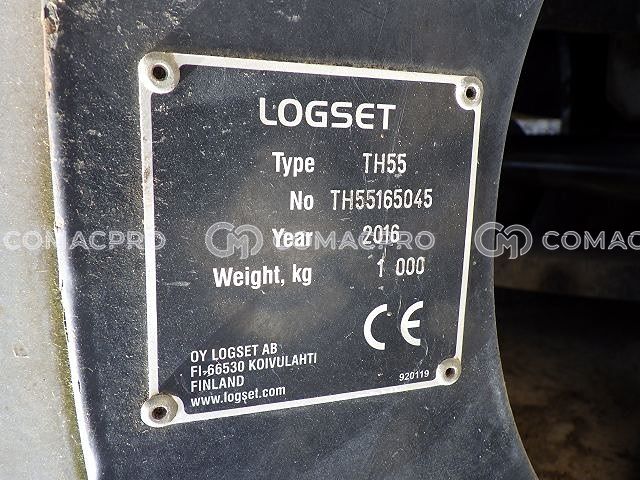 LOGSET
Type TH55
No TH55165045
Year 2016
COMACPRO COMACPRO COMACPRO
Weight, kg 1 000
CE
OY LOGSET AB
FI-66530 KOIVULAHTI
FINLAND
www.logset.com
920119